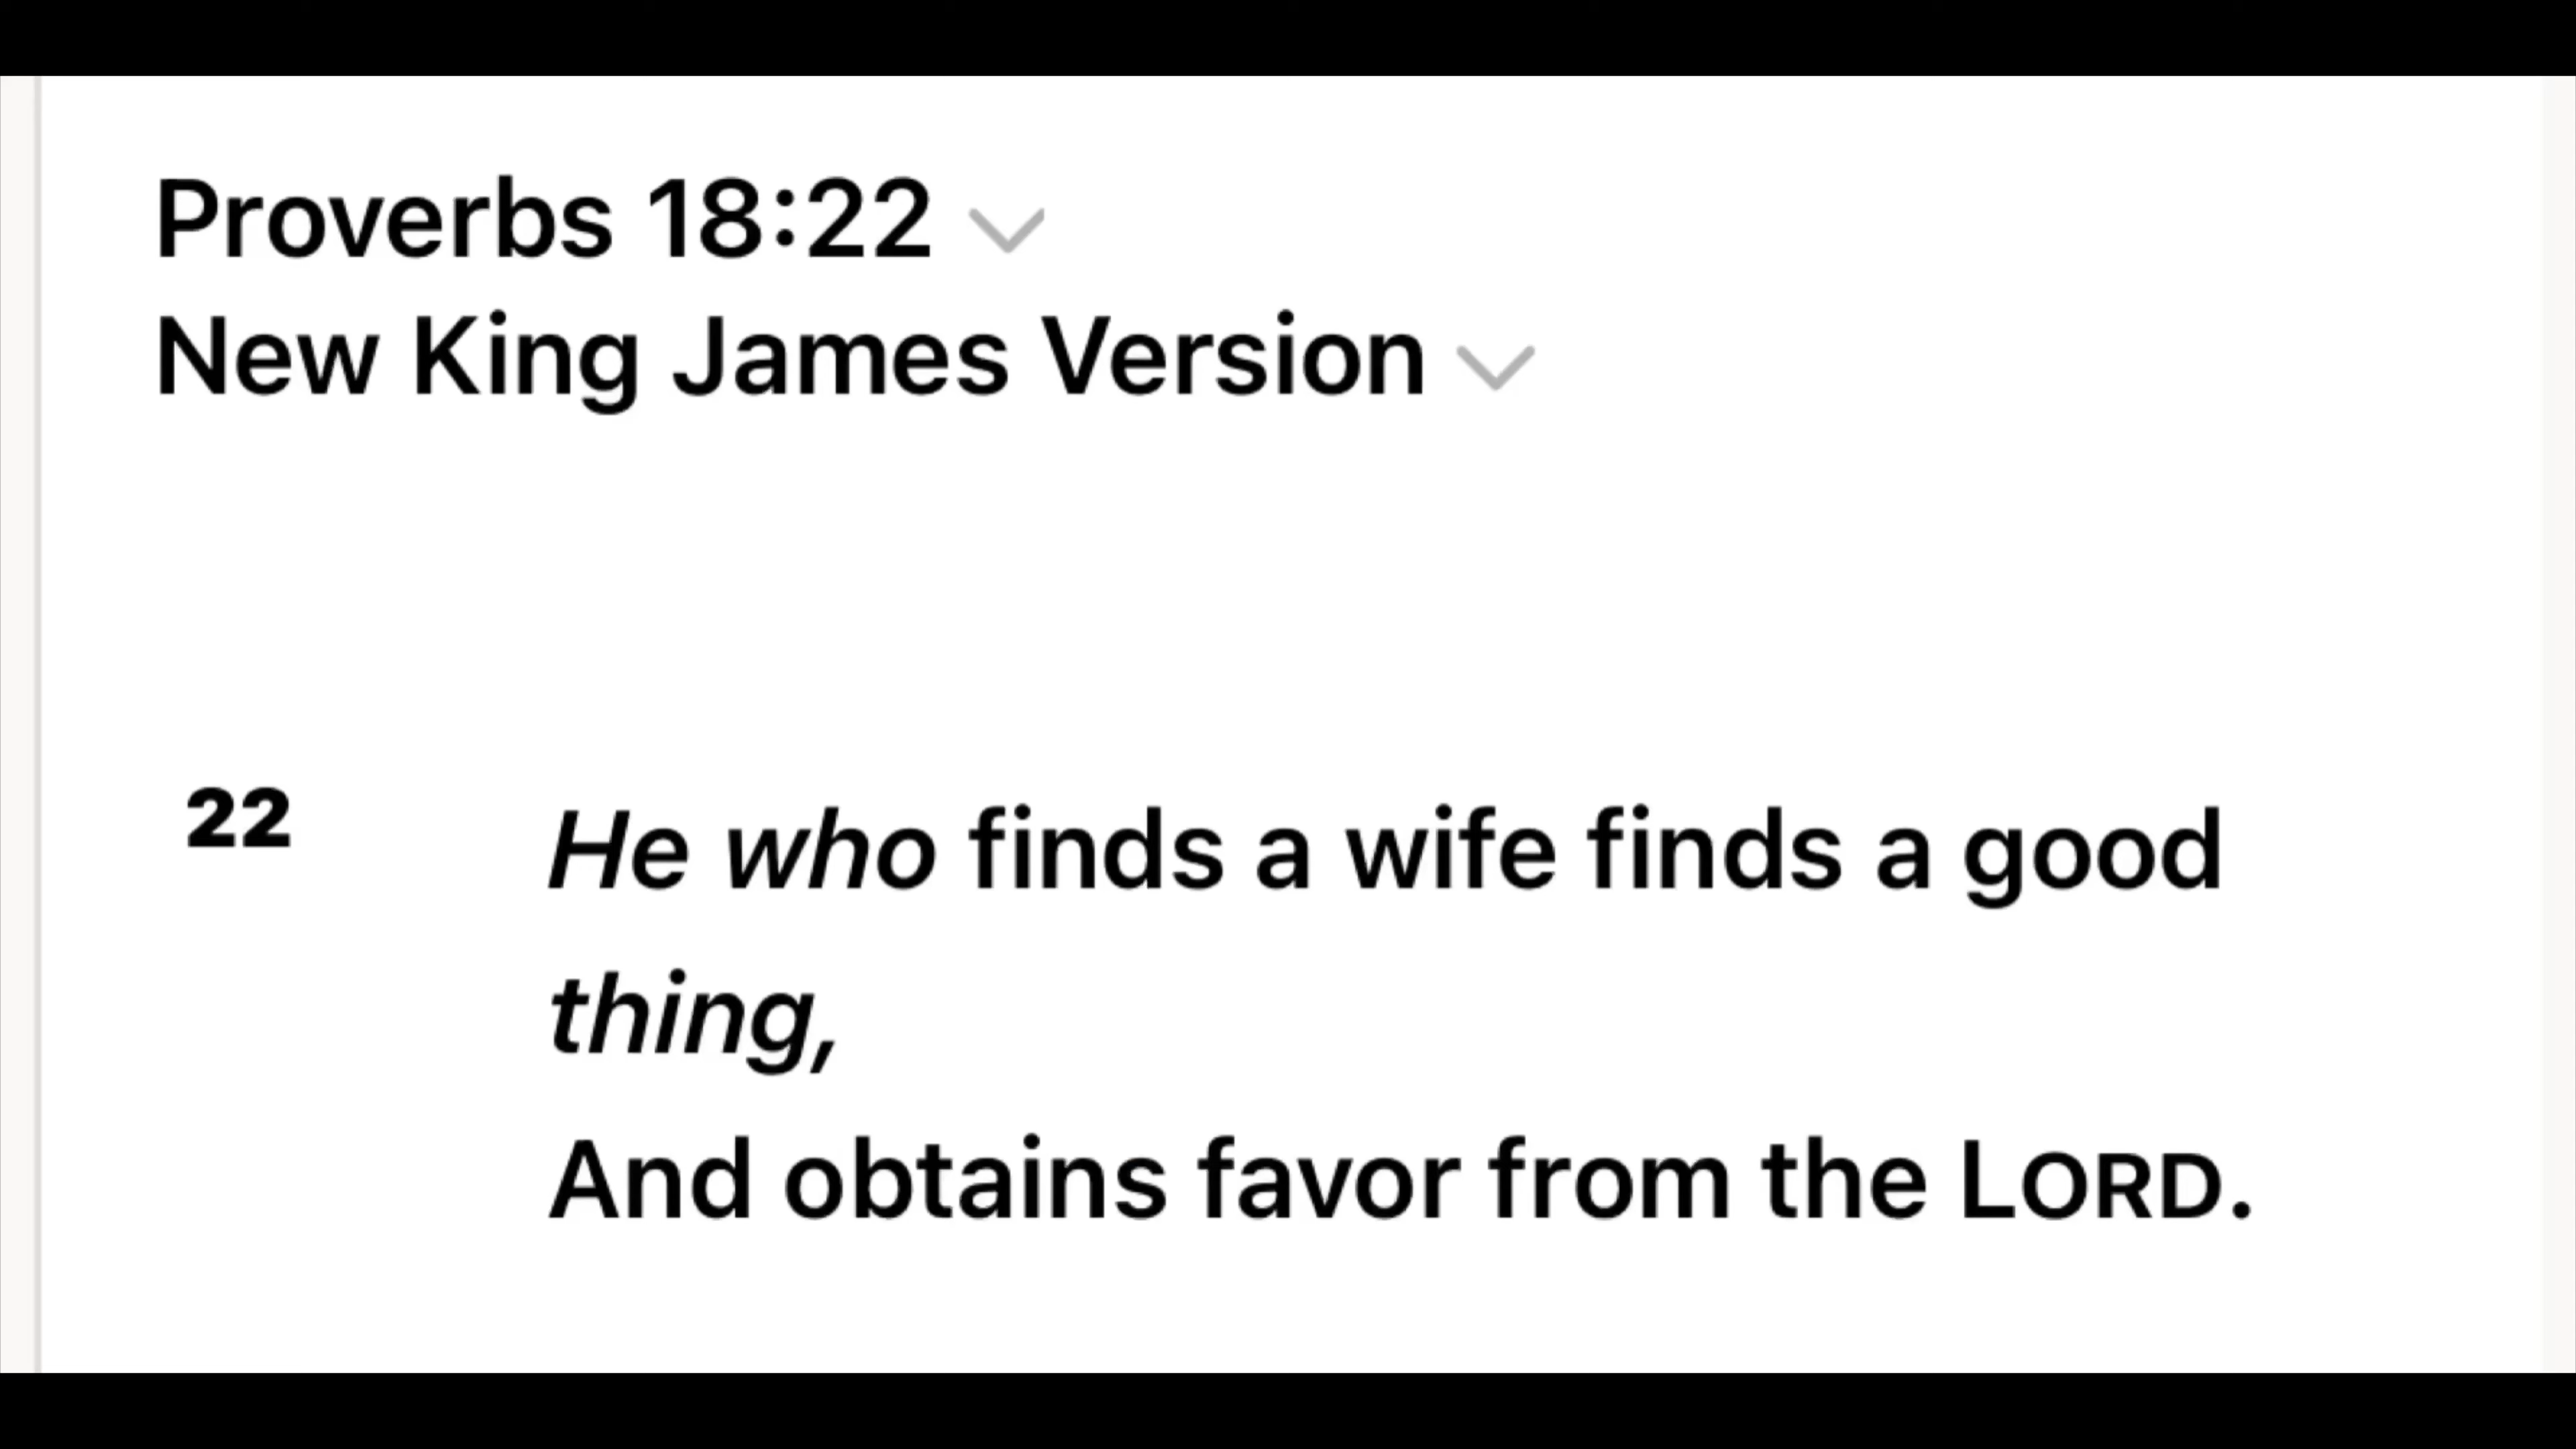 Proverbs 18:22
New King James Version
22 He who finds a wife finds a good
thing,
And obtains favor from the LORD.